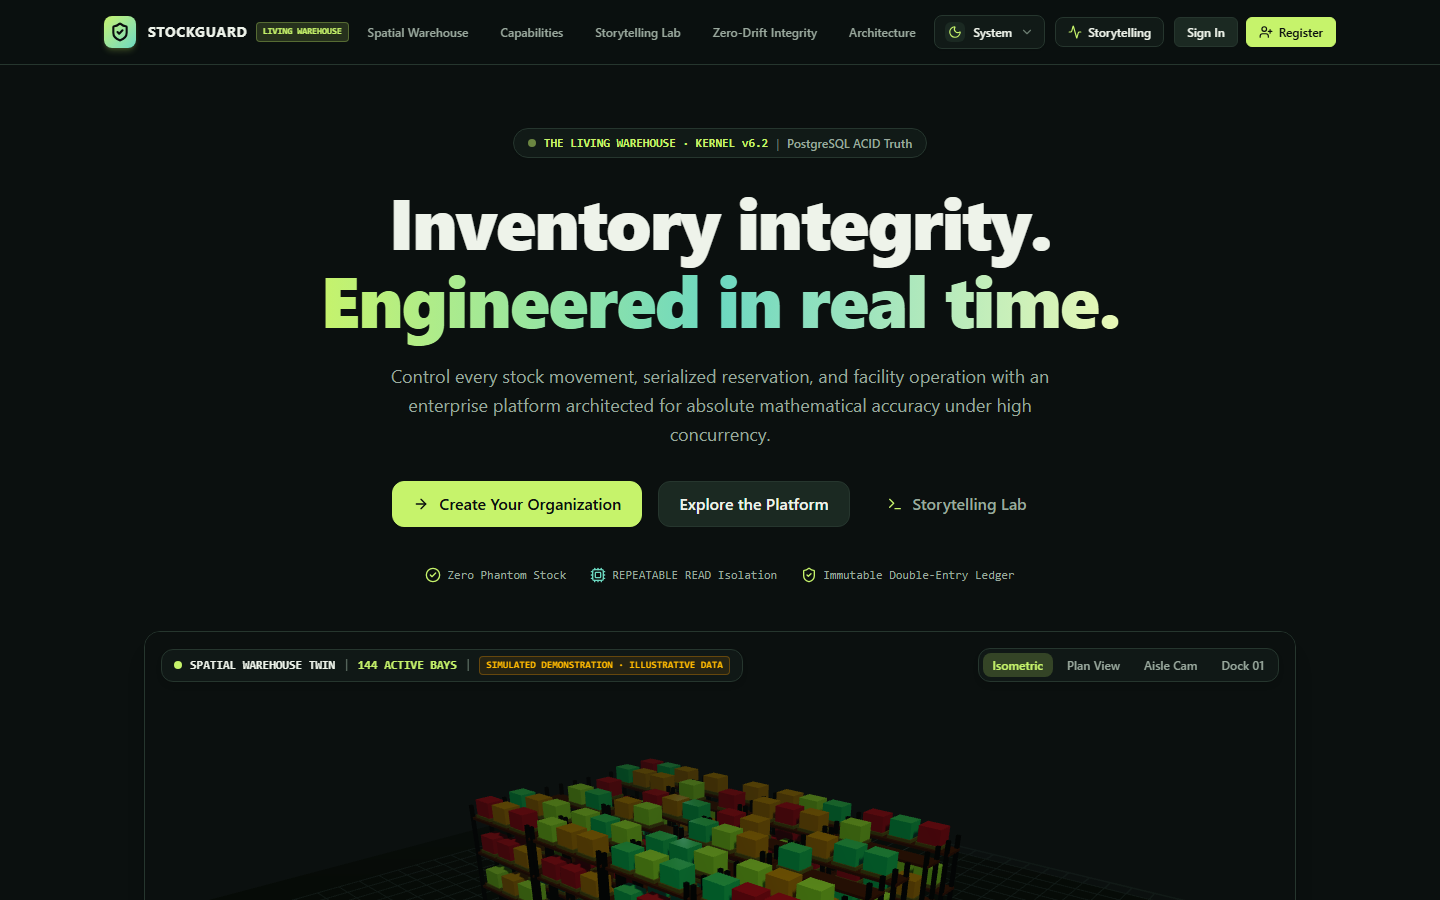 STOCKGUARD LIVING WAREHOUSE Spatial Warehouse Capabilities Storytelling Lab Zero-Drift Integrity Architecture System Storytelling Sign In Register
THE LIVING WAREHOUSE · KERNEL v6.2 | PostgreSQL ACID Truth
Inventory integrity.
Engineered in real time.
Control every stock movement, serialized reservation, and facility operation with an
enterprise platform architected for absolute mathematical accuracy under high
concurrency.
Create Your Organization Explore the Platform Storytelling Lab
Zero Phantom Stock REPEATABLE READ Isolation Immutable Double-Entry Ledger
SPATIAL WAREHOUSE TWIN | 144 ACTIVE BAYS | SIMULATED DEMONSTRATION · ILLUSTRATIVE DATA Isometric Plan View Aisle Cam Dock 01